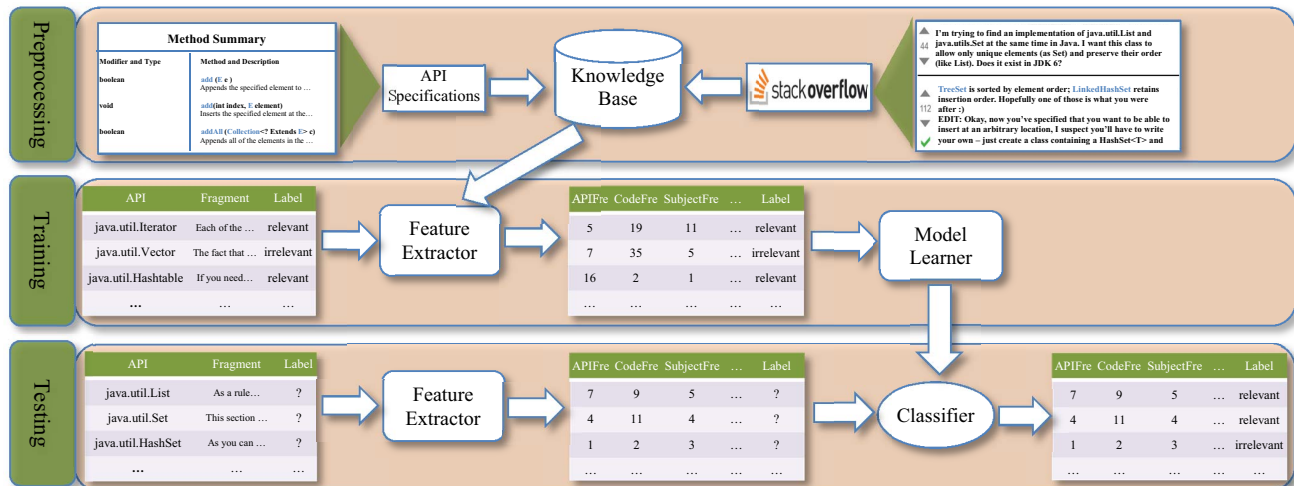 Preprocessing
Method Summary
Modifier and Type Method and Description
boolean add (E e )
Appends the specified element to …
void add(int index, E element)
Inserts the specified element at the…
boolean addAll (Collection<? Extends E> c)
Appends all of the elements in the …
API
Specifications
Knowledge
Base
stackoverflow
44
I'm trying to find an implementation of java.util.List and
java.utils.Set at the same time in Java. I want this class to
allow only unique elements (as Set) and preserve their order
(like List). Does it exist in JDK 6?
112
TreeSet is sorted by element order; LinkedHashSet retains
insertion order. Hopefully one of those is what you were
after :)
EDIT: Okay, now you've specified that you want to be able to
insert at an arbitrary location, I suspect you'll have to write
your own – just create a class containing a HashSet<T> and
Training
API Fragment Label
java.util.Iterator Each of the … relevant
java.util.Vector The fact that … irrelevant
java.util.Hashtable If you need… relevant
… … …
Feature
Extractor
APIFre CodeFre SubjectFre … Label
5 19 11 … relevant
7 35 5 … irrelevant
16 2 1 … relevant
… … … … …
Model
Learner
Testing
API Fragment Label
java.util.List As a rule… ?
java.util.Set This section … ?
java.util.HashSet As you can … ?
… … …
Feature
Extractor
APIFre CodeFre SubjectFre … Label
7 9 5 … ?
4 11 4 … ?
1 2 3 … ?
… … … … …
Classifier
APIFre CodeFre SubjectFre … Label
7 9 5 … relevant
4 11 4 … relevant
1 2 3 … irrelevant
… … … … …